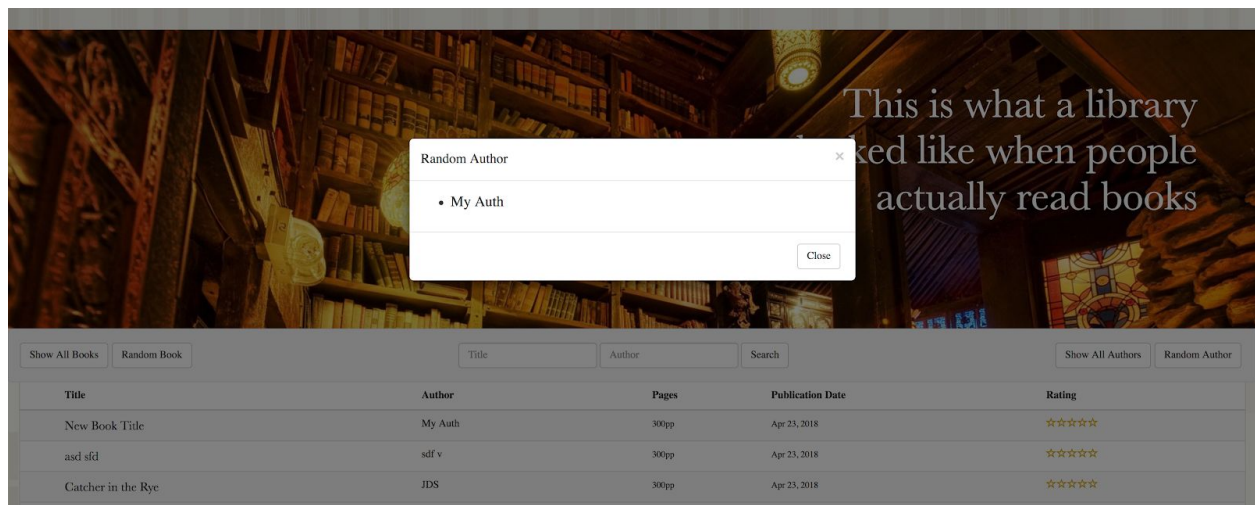 This is what a library
ked like when people
actually read books
Random Author ×
• My Auth
Close
Show All Books Random Book Title Author Search Show All Authors Random Author
Title Author Pages Publication Date Rating
New Book Title My Auth 300pp Apr 23, 2018
asd sfd sdf v 300pp Apr 23, 2018
Catcher in the Rye JDS 300pp Apr 23, 2018